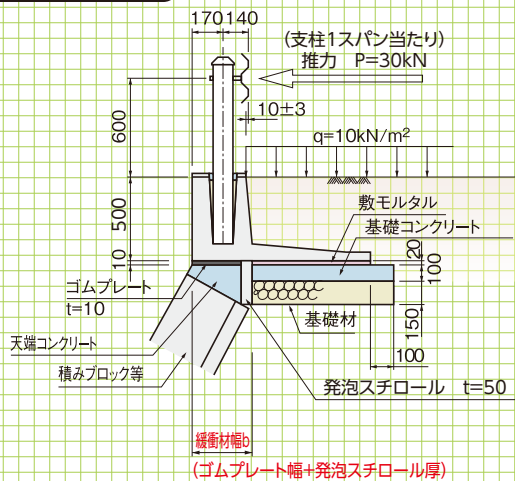 170 140
(支柱1スパン当たり)
推力 P=30kN
10±3
600
q=10kN/m²
500
敷モルタル
基礎コンクリート
10
20
100
ゴムプレート
t=10
基礎材
150
天端コンクリート
積みブロック等
100
発泡スチロール t=50
緩衝材幅b
(ゴムプレート幅+発泡スチロール厚)